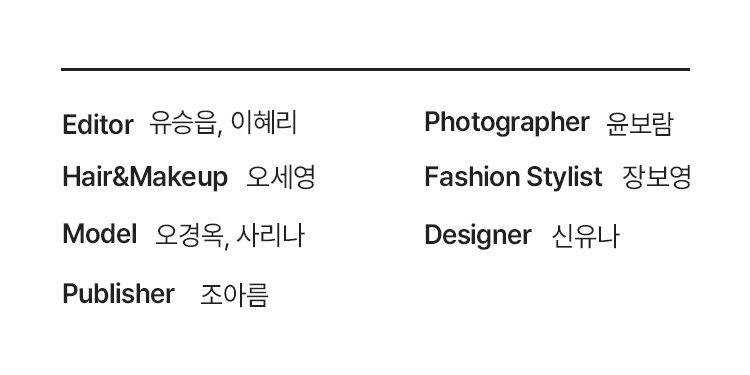 Editor 유승읍, 이혜리
Photographer 윤보람
Hair&Makeup 오세영
Fashion Stylist 장보영
Model 오경옥, 사리나
Designer 신유나
Publisher 조아름